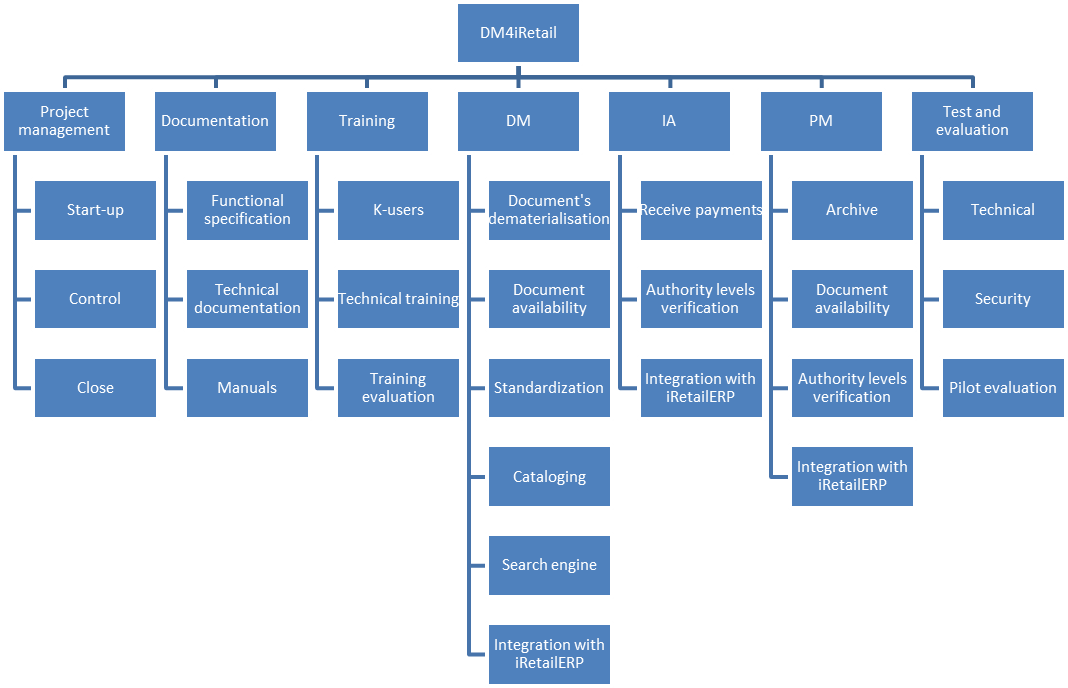 DM4iRetail
Project
management
Documentation
Training
DM
IA
PM
Test and
evaluation
Start-up
Control
Close
Functional
specification
Technical
documentation
Manuals
K-users
Technical training
Training
evaluation
Document's
dematerialisation
Document
availability
Standardization
Cataloging
Search engine
Integration with
iRetailERP
Receive payments
Authority levels
verification
Integration with
iRetailERP
Archive
Document
availability
Authority levels
verification
Integration with
iRetailERP
Technical
Security
Pilot evaluation